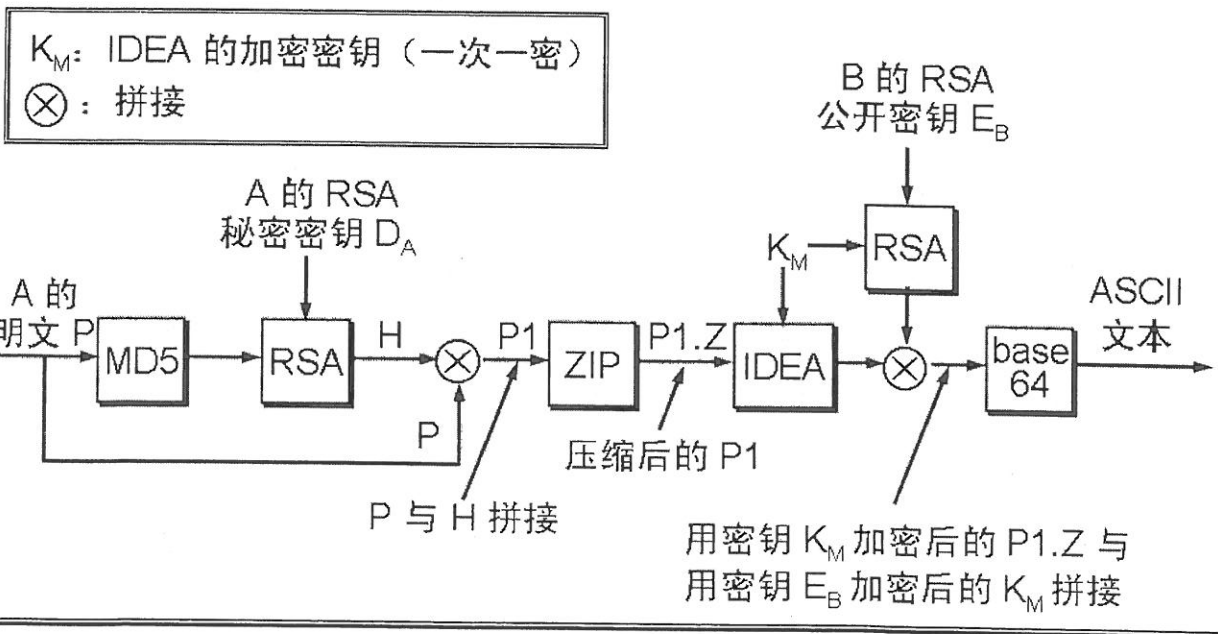 K_M: IDEA 的加密密钥（一次一密）
⊗：拼接
B 的 RSA
公开密钥 E_B
A 的 RSA
秘密密钥 D_A
K_M
RSA
A 的
明文 P
MD5
RSA
H
P1
ZIP
P1.Z
IDEA
base
64
ASCII
文本
P
压缩后的 P1
P 与 H 拼接
用密钥 K_M 加密后的 P1.Z 与
用密钥 E_B 加密后的 K_M 拼接